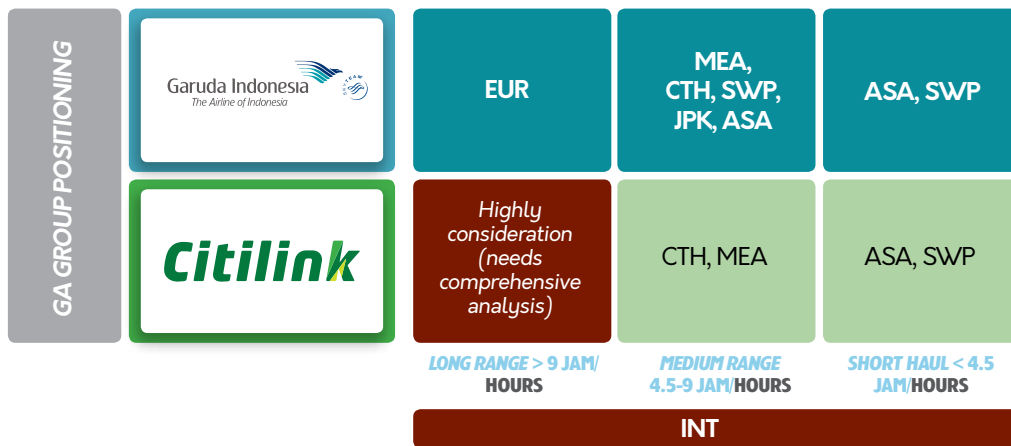 GA GROUP POSITIONING
Garuda Indonesia
The Airline of Indonesia
SKYTEAM
EUR
MEA,
CTH, SWP,
JPK, ASA
ASA, SWP
Citilink
Highly
consideration
(needs
comprehensive
analysis)
CTH, MEA
ASA, SWP
LONG RANGE > 9 JAM/
HOURS
MEDIUM RANGE
4.5-9 JAM/HOURS
SHORT HAUL < 4.5
JAM/HOURS
INT